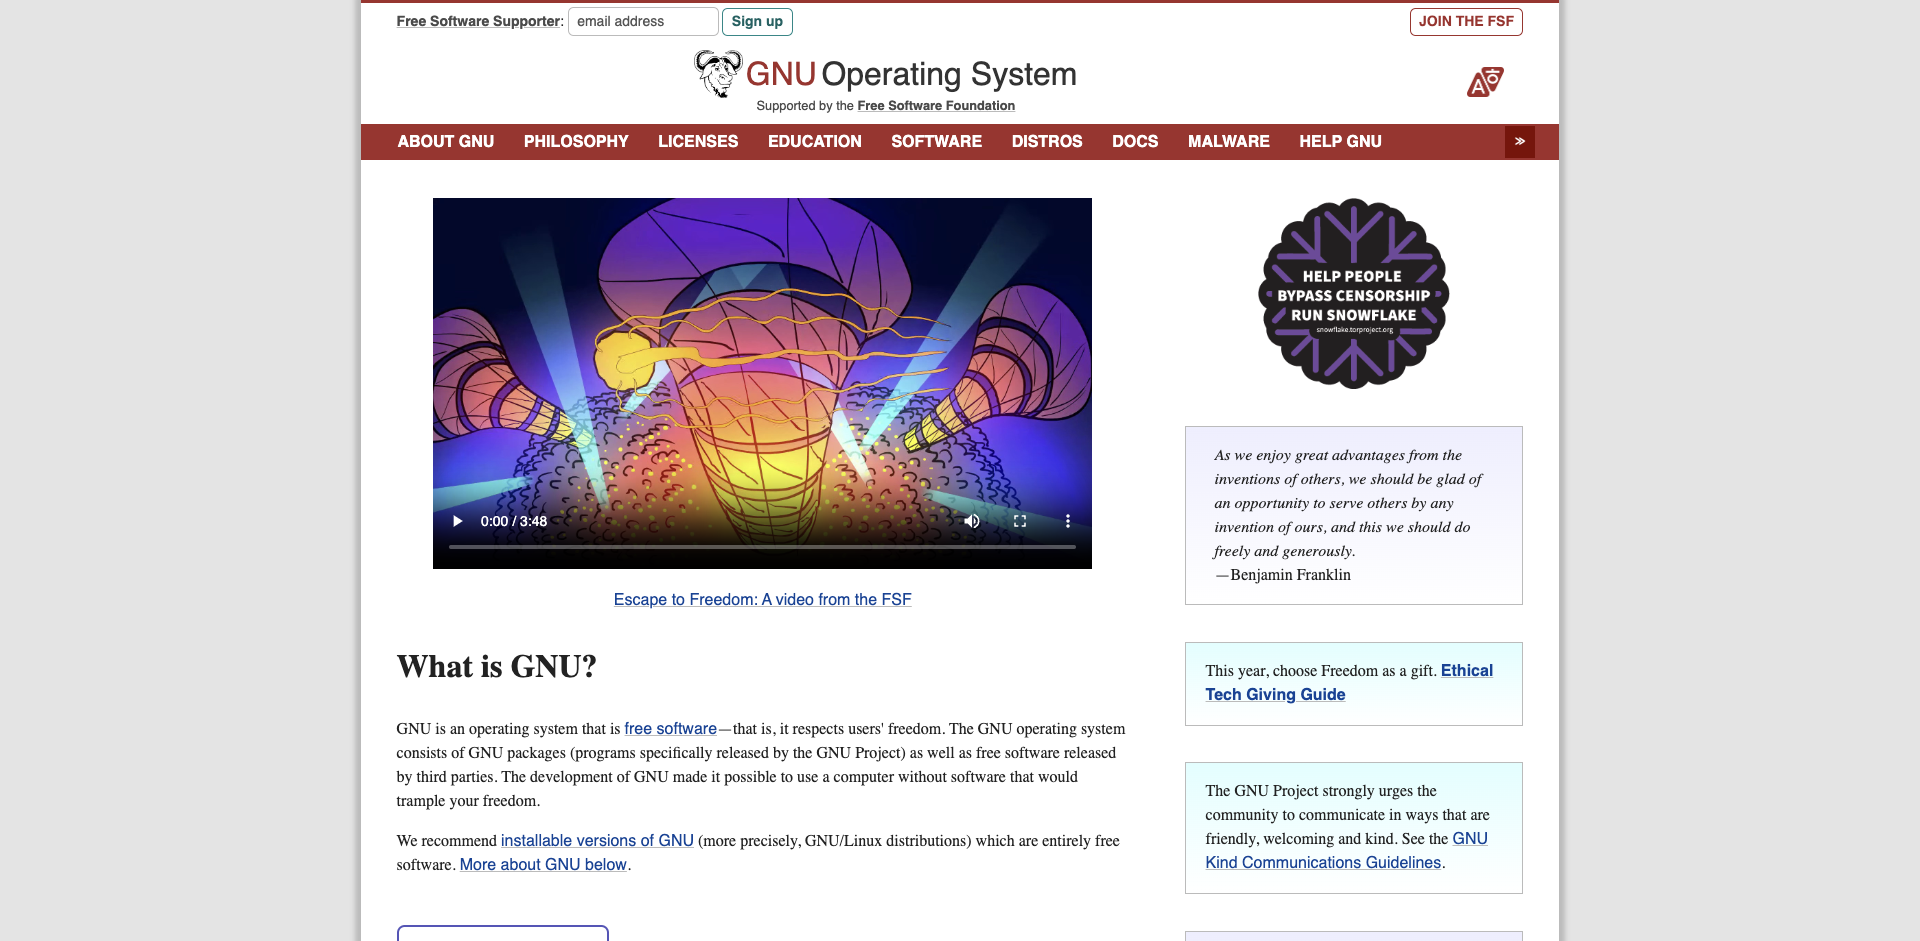 Free Software Supporter: email address Sign up
JOIN THE FSF
GNU Operating System
Supported by the Free Software Foundation
A
ABOUT GNU PHILOSOPHY LICENSES EDUCATION SOFTWARE DISTROS DOCS MALWARE HELP GNU ≫
0:00 / 3:48
Escape to Freedom: A video from the FSF
What is GNU?
GNU is an operating system that is free software—that is, it respects users' freedom. The GNU operating system
consists of GNU packages (programs specifically released by the GNU Project) as well as free software released
by third parties. The development of GNU made it possible to use a computer without software that would
trample your freedom.
We recommend installable versions of GNU (more precisely, GNU/Linux distributions) which are entirely free
software. More about GNU below.
HELP PEOPLE
BYPASS CENSORSHIP
RUN SNOWFLAKE
snowflake.torproject.org
As we enjoy great advantages from the
inventions of others, we should be glad of
an opportunity to serve others by any
invention of ours, and this we should do
freely and generously.
—Benjamin Franklin
This year, choose Freedom as a gift. Ethical
Tech Giving Guide
The GNU Project strongly urges the
community to communicate in ways that are
friendly, welcoming and kind. See the GNU
Kind Communications Guidelines.